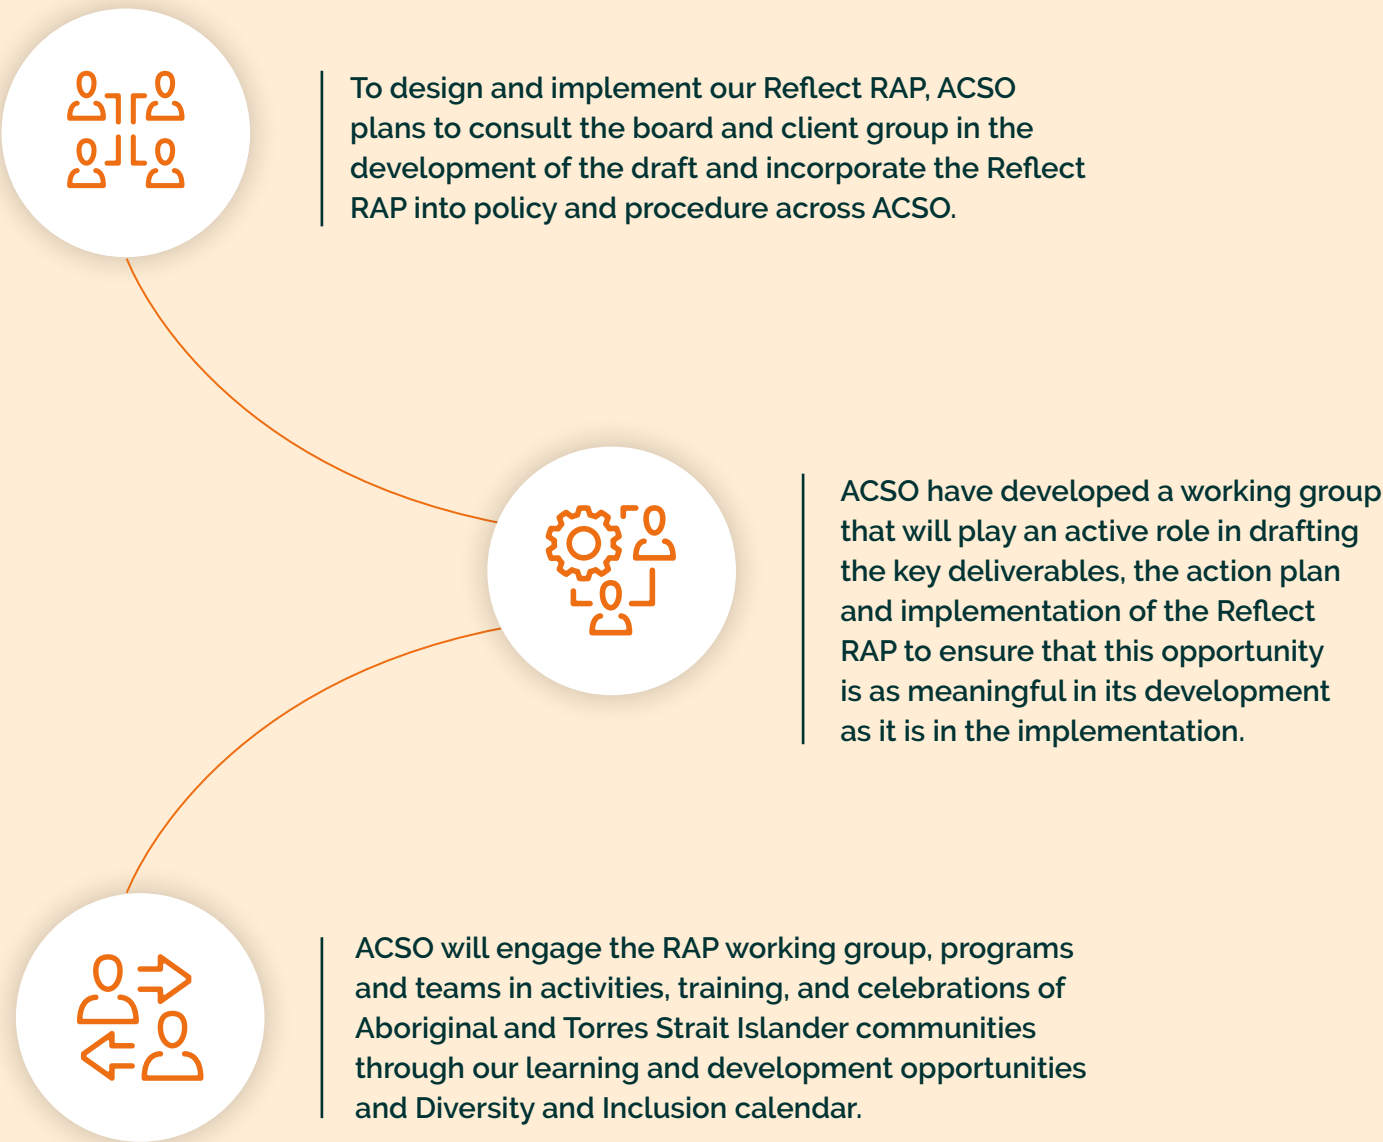 To design and implement our Reflect RAP, ACSO
plans to consult the board and client group in the
development of the draft and incorporate the Reflect
RAP into policy and procedure across ACSO.
ACSO have developed a working group
that will play an active role in drafting
the key deliverables, the action plan
and implementation of the Reflect
RAP to ensure that this opportunity
is as meaningful in its development
as it is in the implementation.
ACSO will engage the RAP working group, programs
and teams in activities, training, and celebrations of
Aboriginal and Torres Strait Islander communities
through our learning and development opportunities
and Diversity and Inclusion calendar.